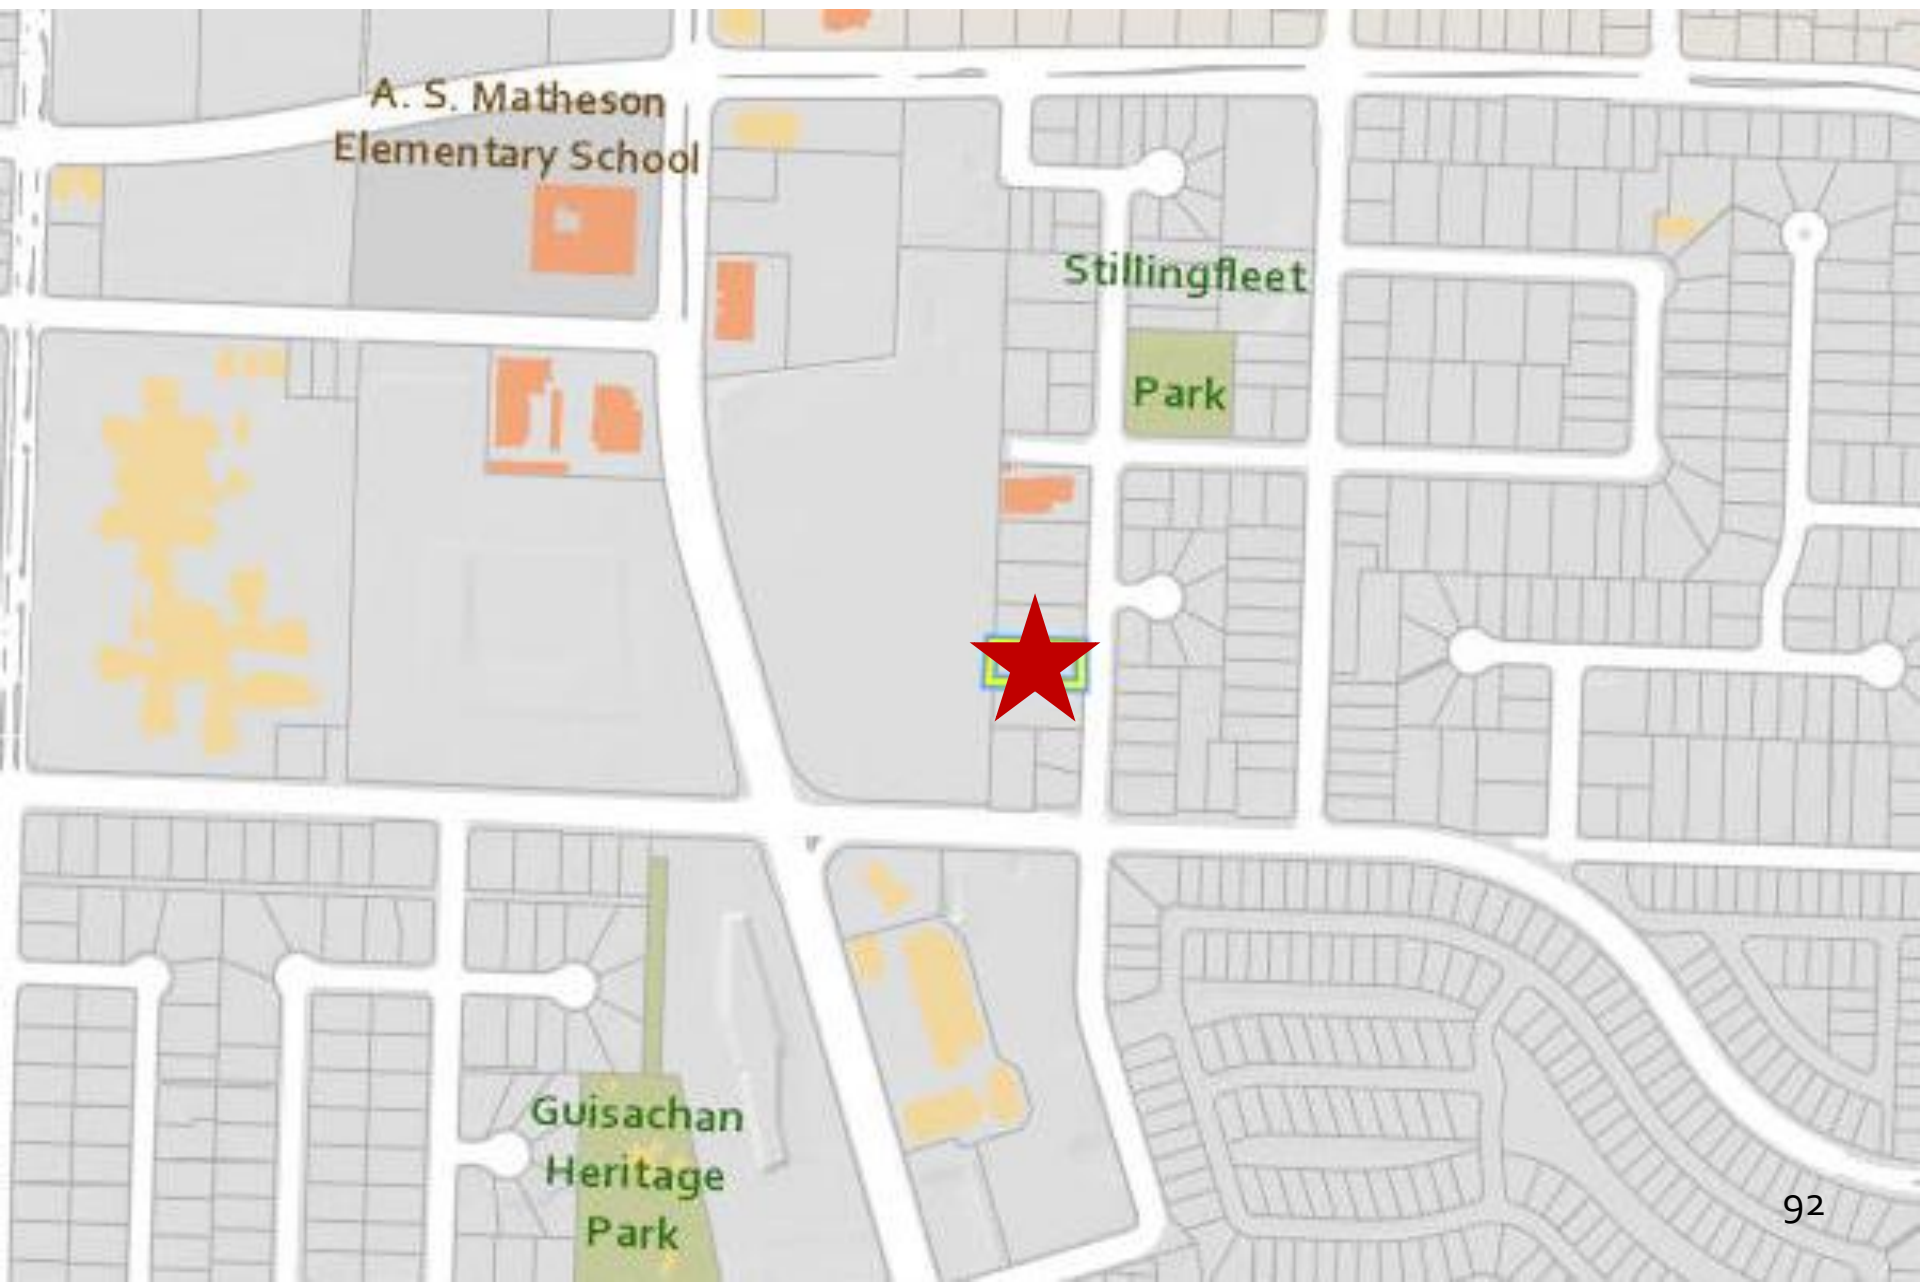 A. S. Matheson
Elementary School
Stillingfleet
Park
Guisachan
Heritage
Park
92